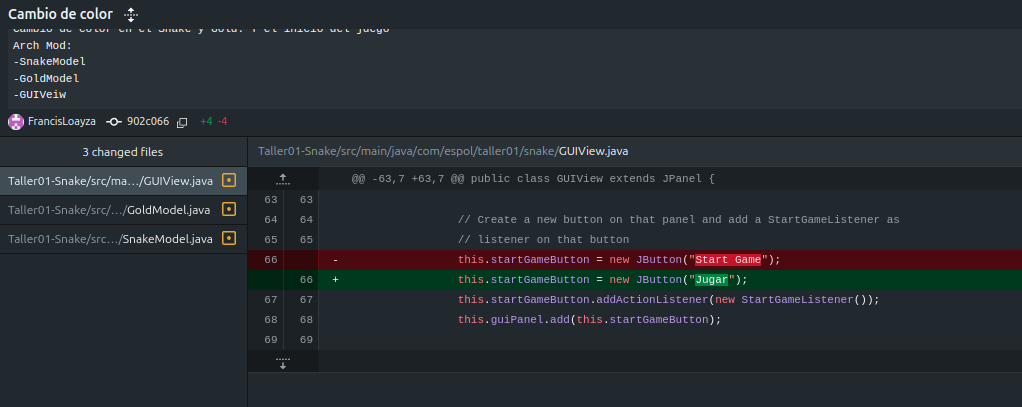 Cambio de color
Cambio de color en el Snake y Gold. Y el inicio del juego
Arch Mod:
-SnakeModel
-GoldModel
-GUIVeiw
FrancisLoayza 902c066 +4 -4
3 changed files
Taller01-Snake/src/ma.../GUIView.java
Taller01-Snake/src/.../GoldModel.java
Taller01-Snake/src.../SnakeModel.java
Taller01-Snake/src/main/java/com/espol/taller01/snake/GUIView.java
@@ -63,7 +63,7 @@ public class GUIView extends JPanel {
63 63
64 64 // Create a new button on that panel and add a StartGameListener as
65 65 // listener on that button
66 - this.startGameButton = new JButton("Start Game");
66 + this.startGameButton = new JButton("Jugar");
67 67 this.startGameButton.addActionListener(new StartGameListener());
68 68 this.guiPanel.add(this.startGameButton);
69 69